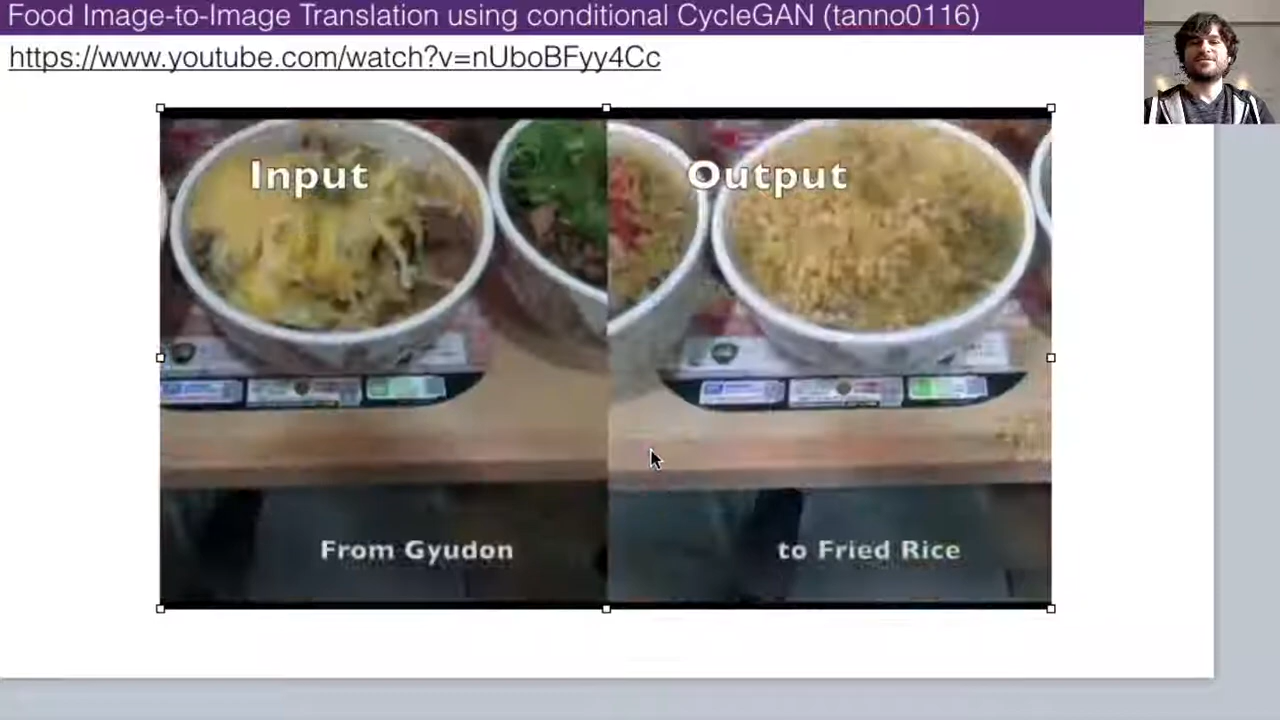 Food Image-to-Image Translation using conditional CycleGAN (tanno0116)
https://www.youtube.com/watch?v=nUboBFyy4Cc
Input
Output
From Gyudon
to Fried Rice